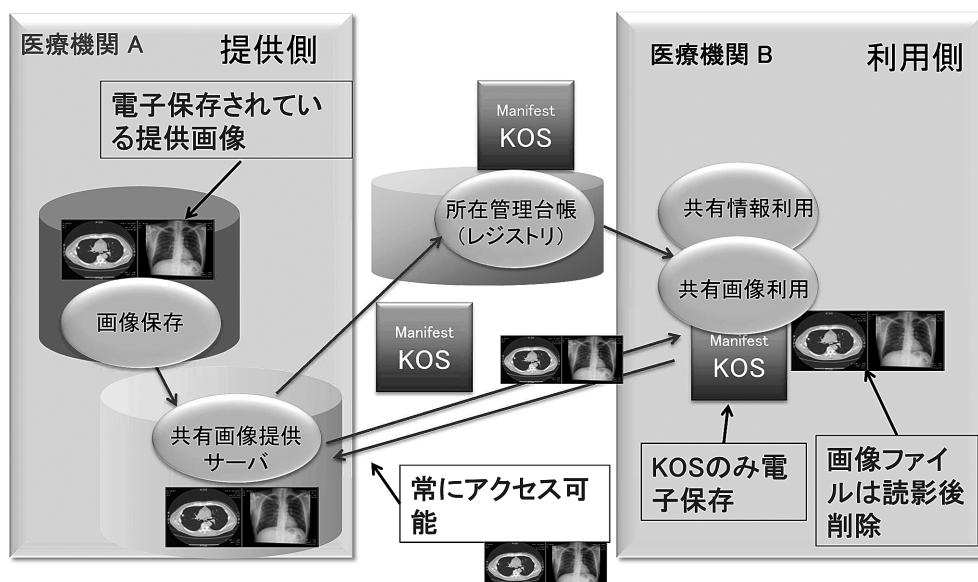 医療機関 A
提供側
電子保存されてい
る提供画像
画像保存
共有画像提供
サーバ
Manifest
KOS
所在管理台帳
(レジストリ)
Manifest
KOS
常にアクセス可
能
医療機関 B
利用側
共有情報利用
共有画像利用
Manifest
KOS
KOSのみ電
子保存
画像ファイ
ルは読影後
削除